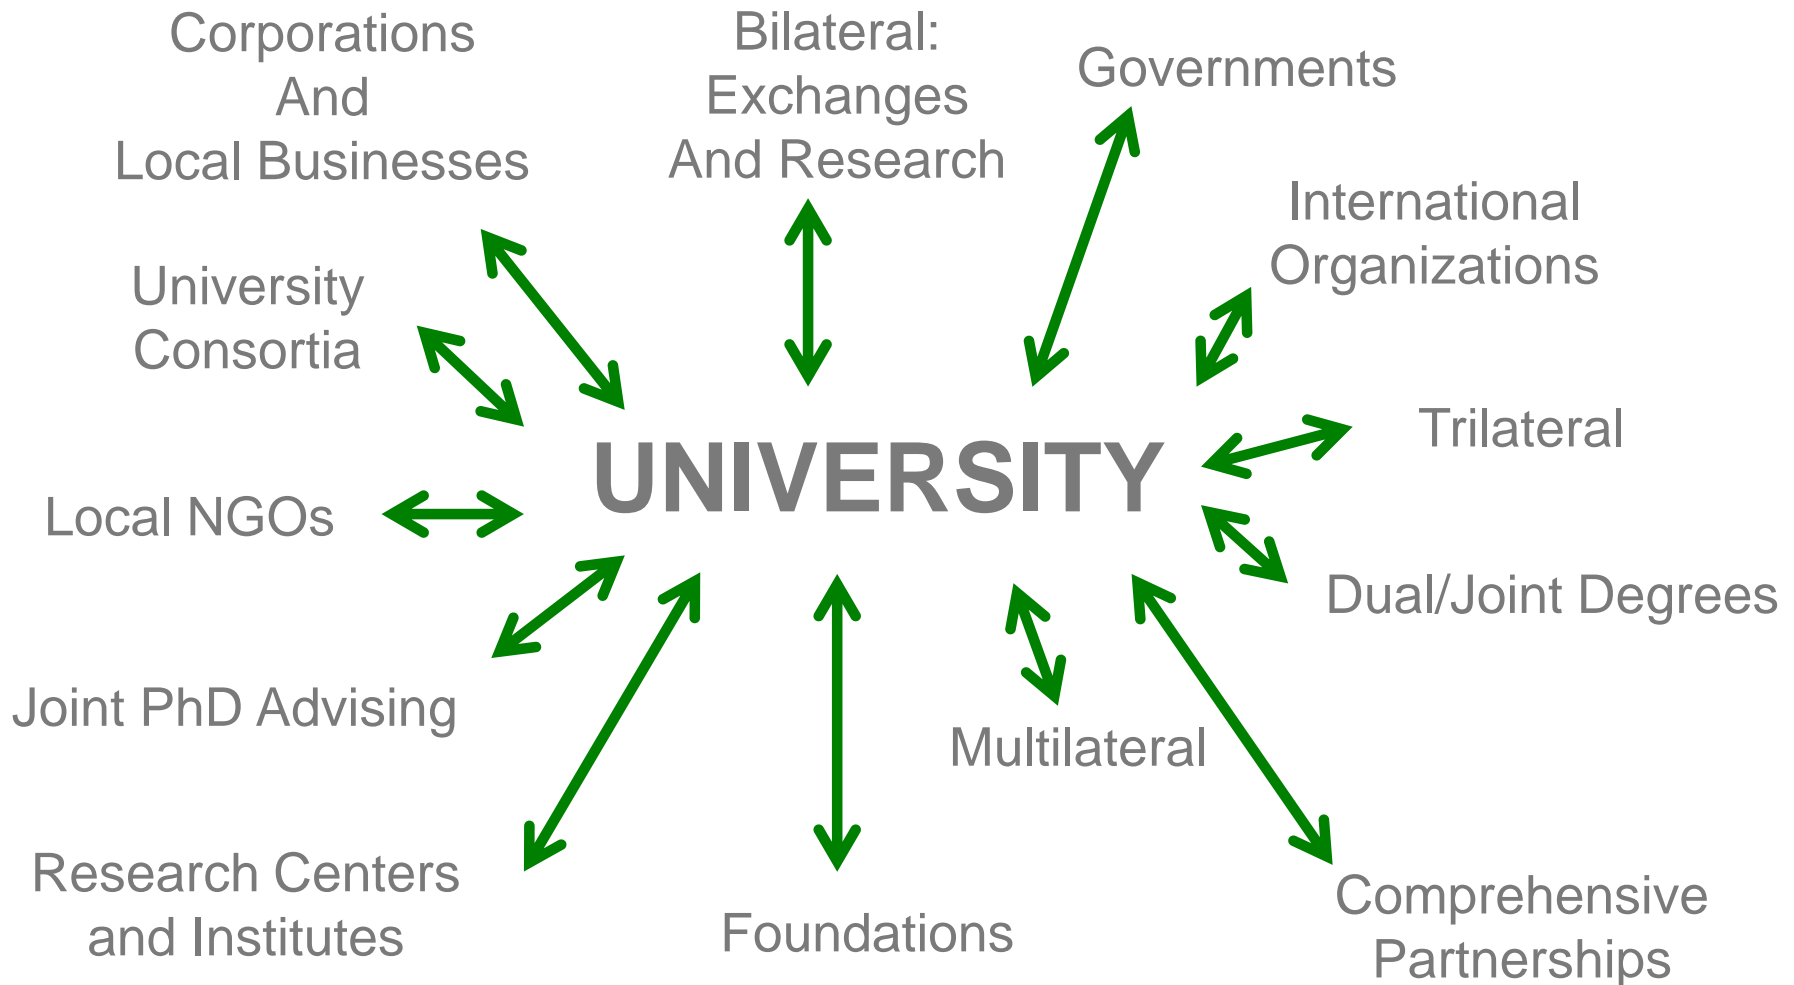 Corporations
And
Local Businesses
Bilateral:
Exchanges
And Research
Governments
International
Organizations
University
Consortia
Trilateral
UNIVERSITY
Local NGOs
Dual/Joint Degrees
Joint PhD Advising
Multilateral
Research Centers
and Institutes
Foundations
Comprehensive
Partnerships